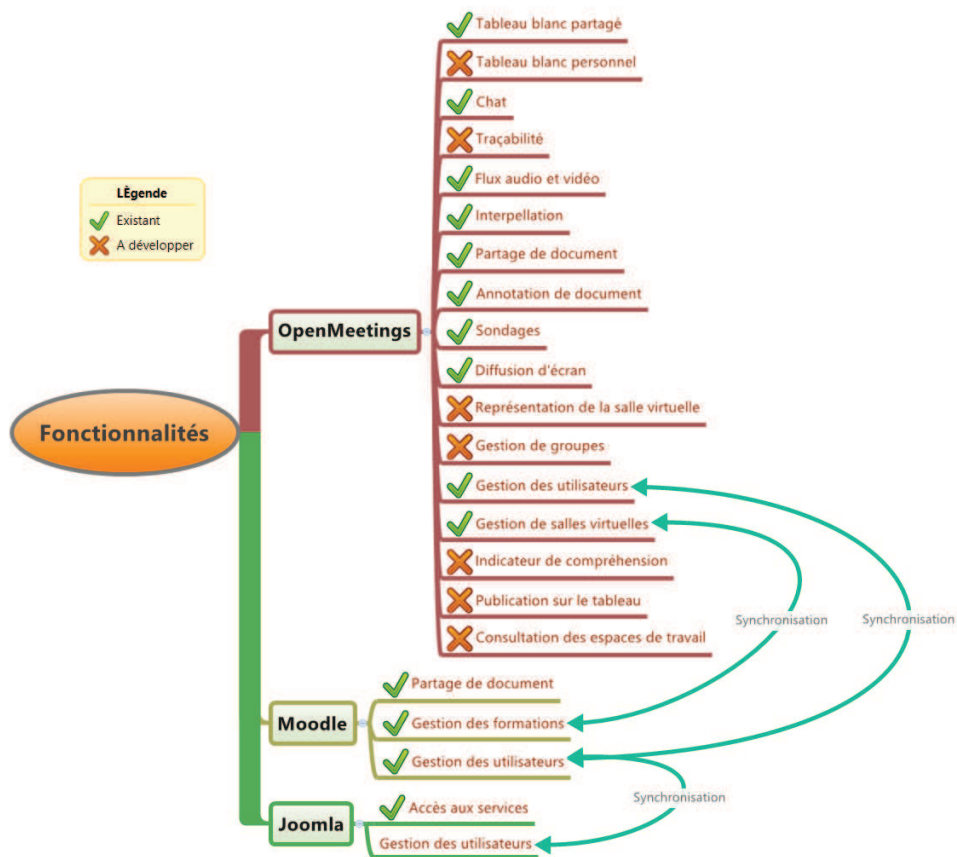 Tableau blanc partagé
Tableau blanc personnel
Chat
Traçabilité
Flux audio et vidéo
Interpellation
Partage de document
Annotation de document
Sondages
Diffusion d'écran
Représentation de la salle virtuelle
Gestion de groupes
Gestion des utilisateurs
Gestion de salles virtuelles
Indicateur de compréhension
Publication sur le tableau
Consultation des espaces de travail
LÈgende
Existant
A développer
OpenMeetings
Fonctionnalités
Synchronisation
Synchronisation
Moodle
Partage de document
Gestion des formations
Gestion des utilisateurs
Synchronisation
Joomla
Accès aux services
Gestion des utilisateurs